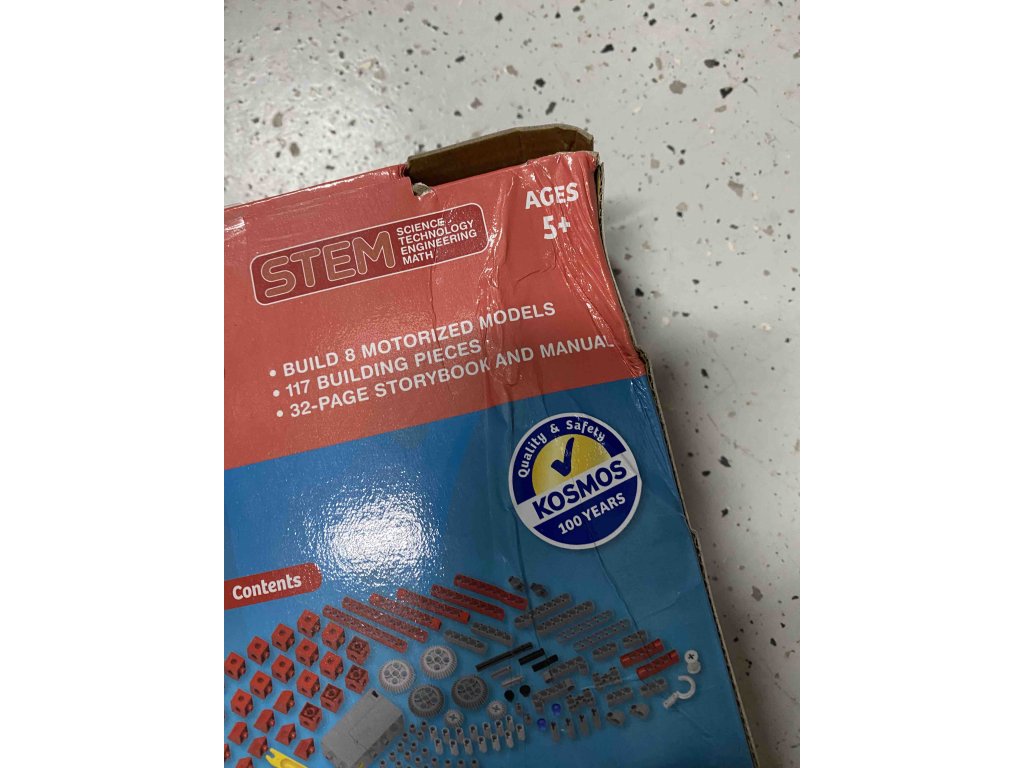 AGES
5+
STEM
SCIENCE
TECHNOLOGY
ENGINEERING
MATH
• BUILD 8 MOTORIZED MODELS
• 117 BUILDING PIECES
• 32-PAGE STORYBOOK AND MANUAL
Quality & Safety
KOSMOS
100 YEARS
Contents